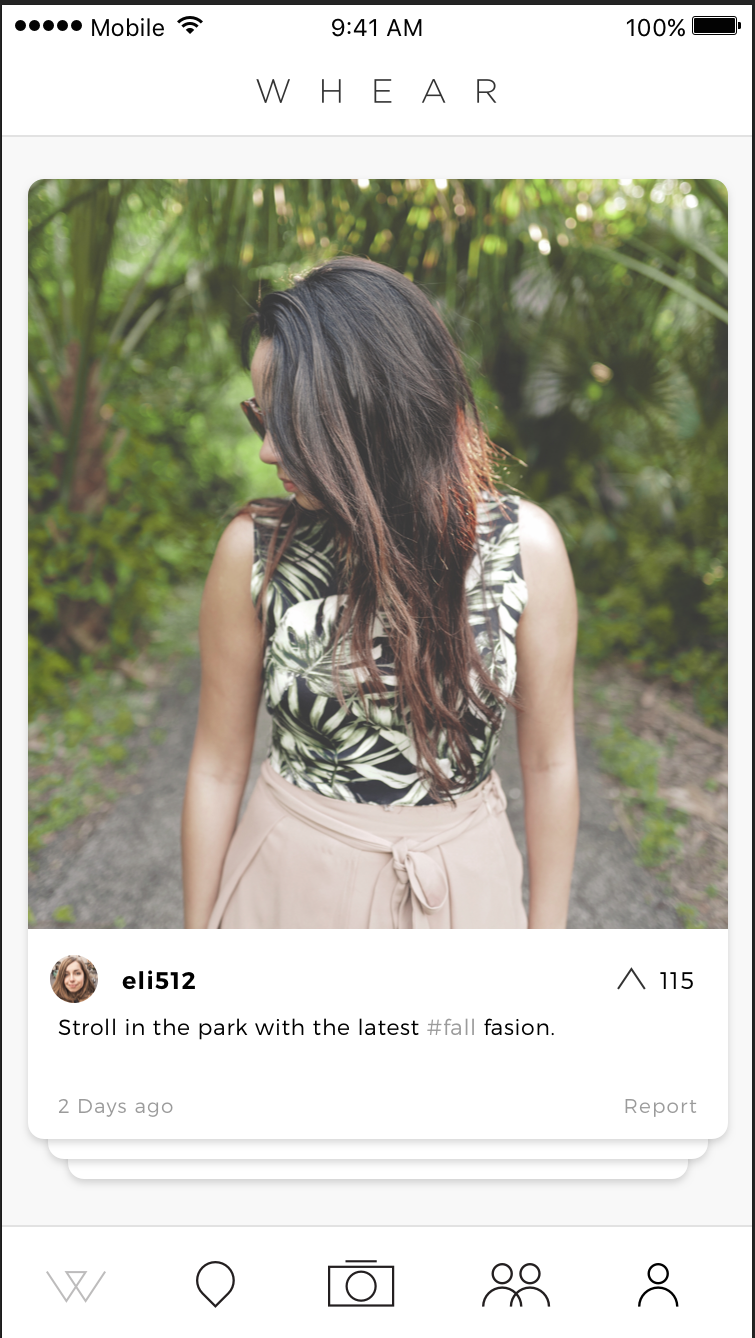 Mobile 9:41 AM 100%
WHEAR
eli512 115
Stroll in the park with the latest #fall fasion.
2 Days ago Report